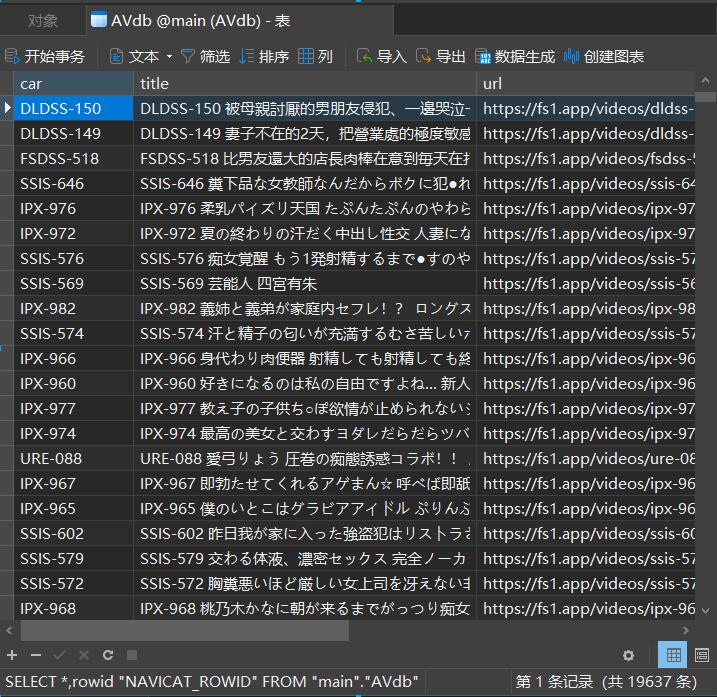 对象 AVdb @main (AVdb) - 表
开始事务 文本 筛选 排序 列 导入 导出 数据生成 创建图表
car title url
DLDSS-150 DLDSS-150 被母親討厭的男朋友侵犯、一邊哭泣 https://fs1.app/videos/dldss-
DLDSS-149 DLDSS-149 妻子不在的2天，把營業處的極度敏感 https://fs1.app/videos/dldss-
FSDSS-518 FSDSS-518 比男友還大的店長肉棒在意到每天在 https://fs1.app/videos/fsdss-5
SSIS-646 SSIS-646 糞下品な女教師なんだからボクに犯●れ https://fs1.app/videos/ssis-64
IPX-976 IPX-976 柔乳パイズリ天国 たぷんたぷんのやわら https://fs1.app/videos/ipx-97
IPX-972 IPX-972 夏の終わりの汗だく中出し性交 人妻にな https://fs1.app/videos/ipx-97
SSIS-576 SSIS-576 痴女覚醒 もう1発射精するまで●すのや https://fs1.app/videos/ssis-57
SSIS-569 SSIS-569 芸能人 四宮有朱 https://fs1.app/videos/ssis-56
IPX-982 IPX-982 義姉と義弟が家庭内セフレ！？ ロングス https://fs1.app/videos/ipx-98
SSIS-574 SSIS-574 汗と精子の匂いが充満するむさ苦しい https://fs1.app/videos/ssis-57
IPX-966 IPX-966 身代わり肉便器 射精しても射精しても終 https://fs1.app/videos/ipx-96
IPX-960 IPX-960 好きになるのは私の自由ですよね... 新人 https://fs1.app/videos/ipx-96
IPX-977 IPX-977 教え子の子供ち○ぽ欲情が止められない https://fs1.app/videos/ipx-97
IPX-974 IPX-974 最高の美女と交わすヨダレだらだらツバ https://fs1.app/videos/ipx-97
URE-088 URE-088 愛弓りょう 圧巻の痴態誘惑コラボ！！ https://fs1.app/videos/ure-08
IPX-967 IPX-967 即勃たせてくれるアゲまん☆ 呼べば即舐 https://fs1.app/videos/ipx-96
IPX-965 IPX-965 僕のいとこはグラビアアイドル ぷりんぷ https://fs1.app/videos/ipx-96
SSIS-602 SSIS-602 昨日我が家に入った強盗犯はリストラさ https://fs1.app/videos/ssis-60
SSIS-579 SSIS-579 交わる体液、濃密セックス 完全ノーカ https://fs1.app/videos/ssis-57
SSIS-572 SSIS-572 胸糞悪いほど厳しい女上司を冴えない https://fs1.app/videos/ssis-57
IPX-968 IPX-968 桃乃木かなに朝が来るまでがっつり痴女 https://fs1.app/videos/ipx-96
SELECT *,rowid "NAVICAT_ROWID" FROM "main"."AVdb" 第 1 条记录 (共 19637 条)